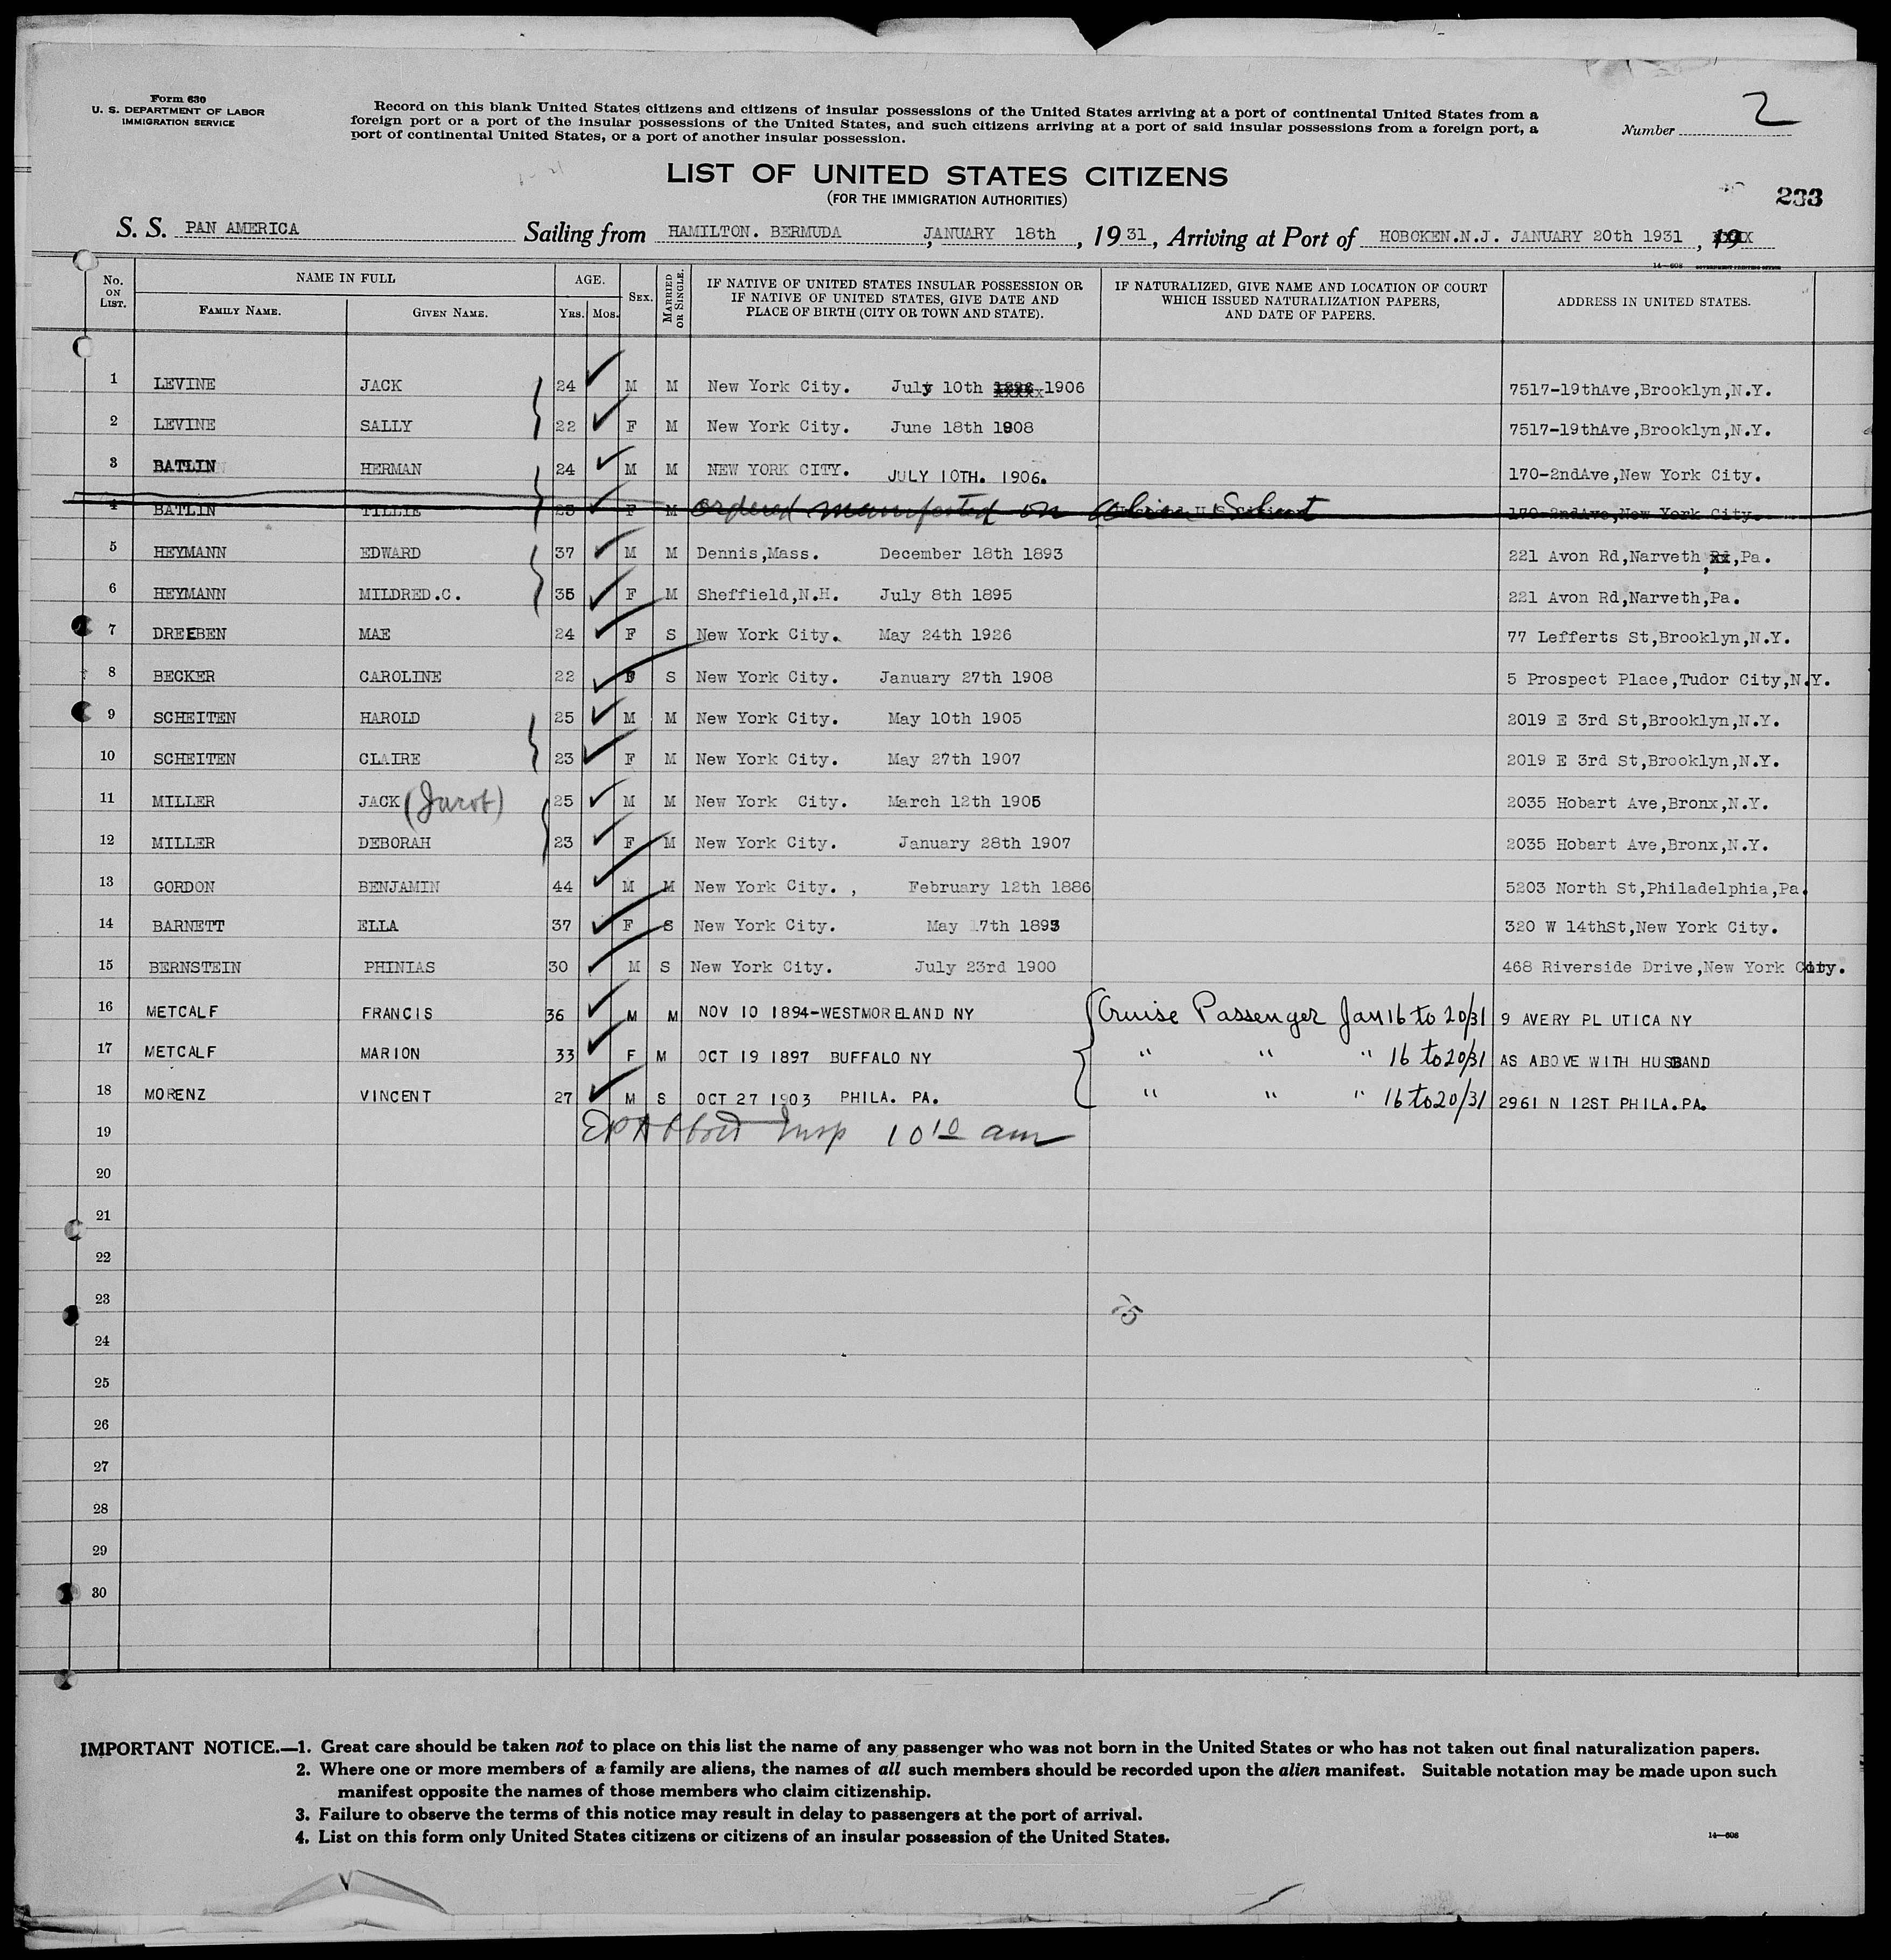 Form 630
U. S. DEPARTMENT OF LABOR
IMMIGRATION SERVICE
Record on this blank United States citizens and citizens of insular possessions of the United States arriving at a port of continental United States from a
foreign port or a port of the insular possessions of the United States, and such citizens arriving at a port of said insular possessions from a foreign port, a
port of continental United States, or a port of another insular possession.
Number 2
LIST OF UNITED STATES CITIZENS
(FOR THE IMMIGRATION AUTHORITIES)
233
S. S. PAN AMERICA Sailing from HAMILTON. BERMUDA , JANUARY 18th , 1931, Arriving at Port of HOBOKEN.N.J. JANUARY 20th 1931 , 19
14—608 GOVERNMENT PRINTING OFFICE
No. ON LIST. NAME IN FULL FAMILY NAME. GIVEN NAME. AGE. YRS. MOS. SEX. MARRIED OR SINGLE. IF NATIVE OF UNITED STATES INSULAR POSSESSION OR IF NATIVE OF UNITED STATES, GIVE DATE AND PLACE OF BIRTH (CITY OR TOWN AND STATE). IF NATURALIZED, GIVE NAME AND LOCATION OF COURT WHICH ISSUED NATURALIZATION PAPERS, AND DATE OF PAPERS. ADDRESS IN UNITED STATES.
1 LEVINE JACK 24 M M New York City. July 10th 1906 7517-19thAve,Brooklyn,N.Y.
2 LEVINE SALLY 22 F M New York City. June 18th 1908 7517-19thAve,Brooklyn,N.Y.
3 BATLIN HERMAN 24 M M NEW YORK CITY. JULY 10TH. 1906. 170-2ndAve,New York City.
4 BATLIN TILLIE 23 F M ordered manifested on alien Sheet 170-2ndAve,New York City.
5 HEYMANN EDWARD 37 M M Dennis,Mass. December 18th 1893 221 Avon Rd,Narveth,Pa.
6 HEYMANN MILDRED.C. 35 F M Sheffield,N.H. July 8th 1895 221 Avon Rd,Narveth,Pa.
7 DREEBEN MAE 24 F S New York City. May 24th 1926 77 Lefferts St,Brooklyn,N.Y.
8 BECKER CAROLINE 22 F S New York City. January 27th 1908 5 Prospect Place,Tudor City,N.Y.
9 SCHEITEN HAROLD 25 M M New York City. May 10th 1905 2019 E 3rd St,Brooklyn,N.Y.
10 SCHEITEN CLAIRE 23 F M New York City. May 27th 1907 2019 E 3rd St,Brooklyn,N.Y.
11 MILLER JACK 25 M M New York City. March 12th 1905 2035 Hobart Ave,Bronx,N.Y.
12 MILLER DEBORAH 23 F M New York City. January 28th 1907 2035 Hobart Ave,Bronx,N.Y.
13 GORDON BENJAMIN 44 M M New York City. , February 12th 1886 5203 North St,Philadelphia,Pa.
14 BARNETT ELLA 37 F S New York City. May 17th 1893 320 W 14thSt,New York City.
15 BERNSTEIN PHINIAS 30 M S New York City. July 23rd 1900 468 Riverside Drive,New York City.
16 METCALF FRANCIS 36 M M NOV 10 1894-WESTMORELAND NY Cruise Passenger Jan 16 to 20/31 9 AVERY PL UTICA NY
17 METCALF MARION 33 F M OCT 19 1897 BUFFALO NY " " " 16 to 20/31 AS ABOVE WITH HUSBAND
18 MORENZ VINCENT 27 M S OCT 27 1903 PHILA. PA. " " " 16 to 20/31 2961 N 12ST PHILA.PA.
19 Insp 10 10 am
20
21
22
23
24
25
26
27
28
29
30
IMPORTANT NOTICE.—1. Great care should be taken not to place on this list the name of any passenger who was not born in the United States or who has not taken out final naturalization papers.
2. Where one or more members of a family are aliens, the names of all such members should be recorded upon the alien manifest. Suitable notation may be made upon such
manifest opposite the names of those members who claim citizenship.
3. Failure to observe the terms of this notice may result in delay to passengers at the port of arrival.
4. List on this form only United States citizens or citizens of an insular possession of the United States.
14—608